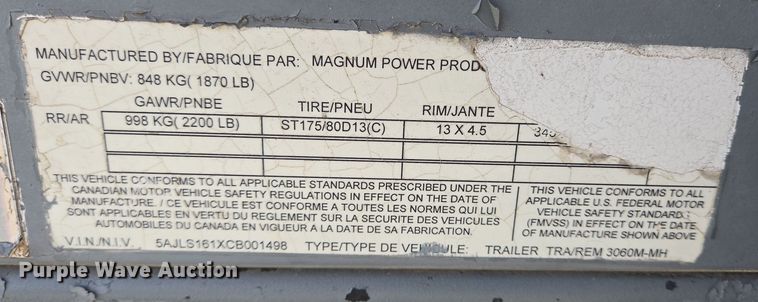 MANUFACTURED BY/FABRIQUE PAR: MAGNUM POWER PROD
GVWR/PNBV: 848 KG( 1870 LB)
GAWR/PNBE TIRE/PNEU RIM/JANTE
RR/AR 998 KG( 2200 LB) ST175/80D13(C) 13 X 4.5 345
THIS VEHICLE CONFORMS TO ALL APPLICABLE STANDARDS PRESCRIBED UNDER THE
CANADIAN MOTOR VEHICLE SAFETY REGULATIONS IN EFFECT ON THE DATE OF
MANUFACTURE. / CE VEHICULE EST CONFORME A TOUTES LES NORMES QUI LUI
SONT APPLICABLES EN VERTU DU REGLEMENT SUR LA SECURITE DES VEHICULES
AUTOMOBILES DU CANADA EN VIGUEUR A LA DATE DE SA FABRICATION.
THIS VEHICLE CONFORMS TO ALL
APPLICABLE U.S. FEDERAL MOTOR
VEHICLE SAFETY STANDARD
(FMVSS) IN EFFECT ON THE DATE
OF MANUFACTURE SHOWN ABOVE
V.I.N./N.I.V. 5AJLS161XCB001498 TYPE/TYPE DE VEHICLE: TRAILER TRA/REM 3060M-MH
Purple Wave Auction